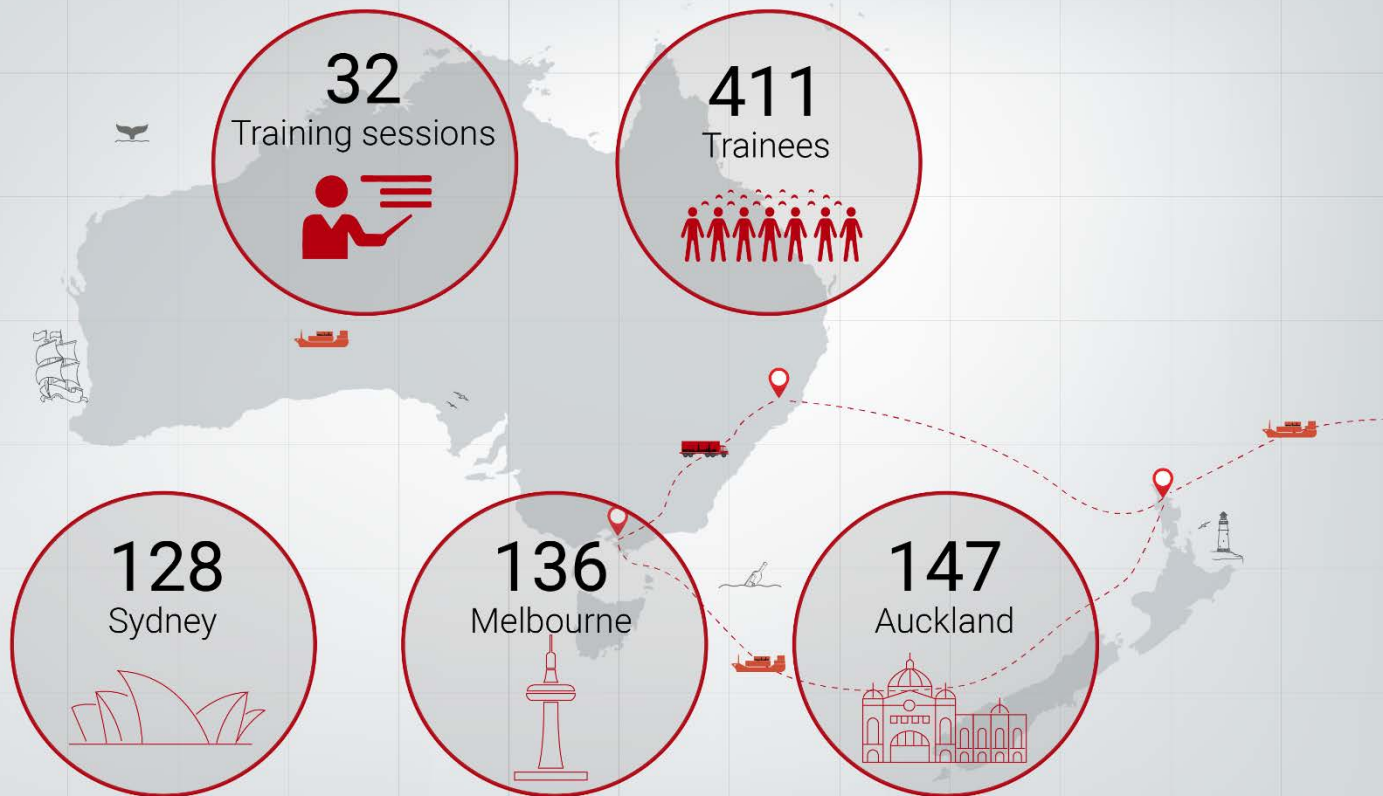 32
Training sessions
411
Trainees
128
Sydney
136
Melbourne
147
Auckland